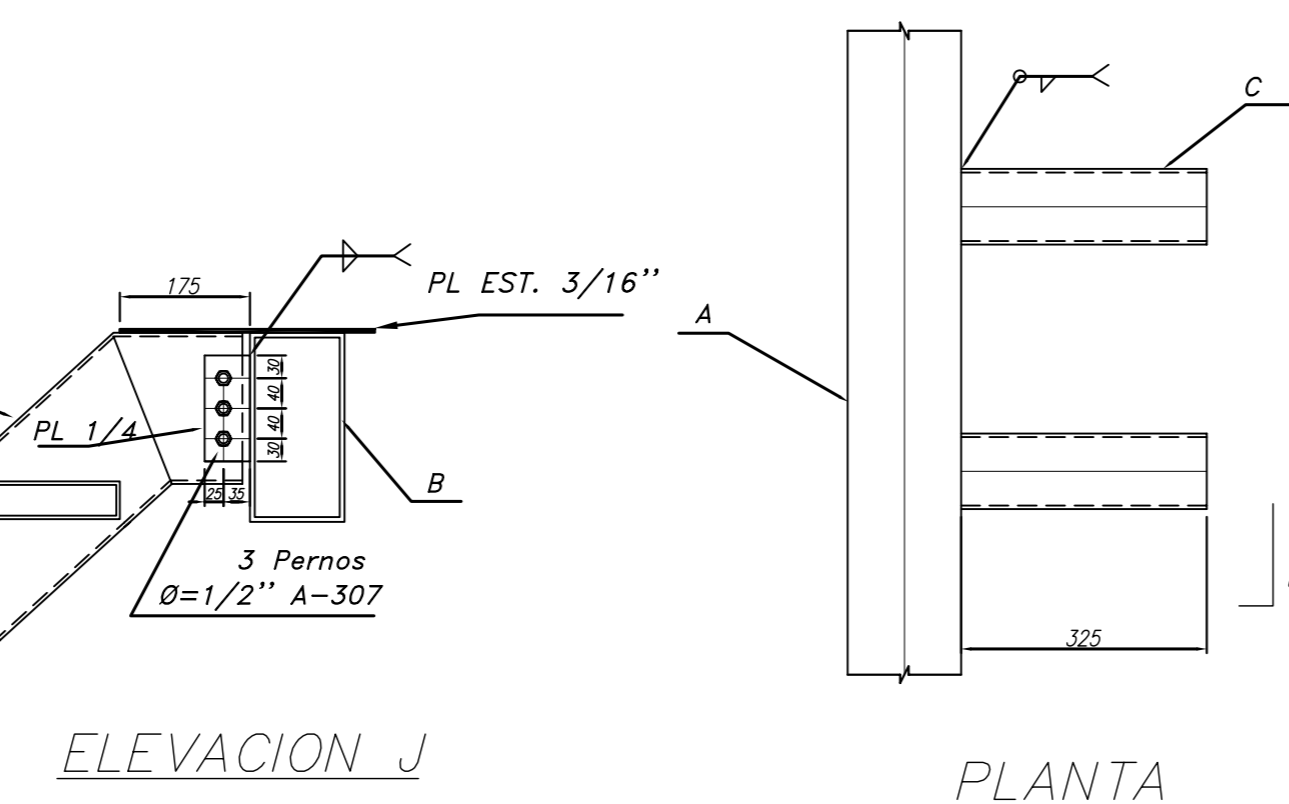 175
PL EST. 3/16’’
30
40
40
30
PL 1/4
25
35
B
3 Pernos
Ø=1/2’’ A-307
ELEVACION J
A
C
325
PLANTA